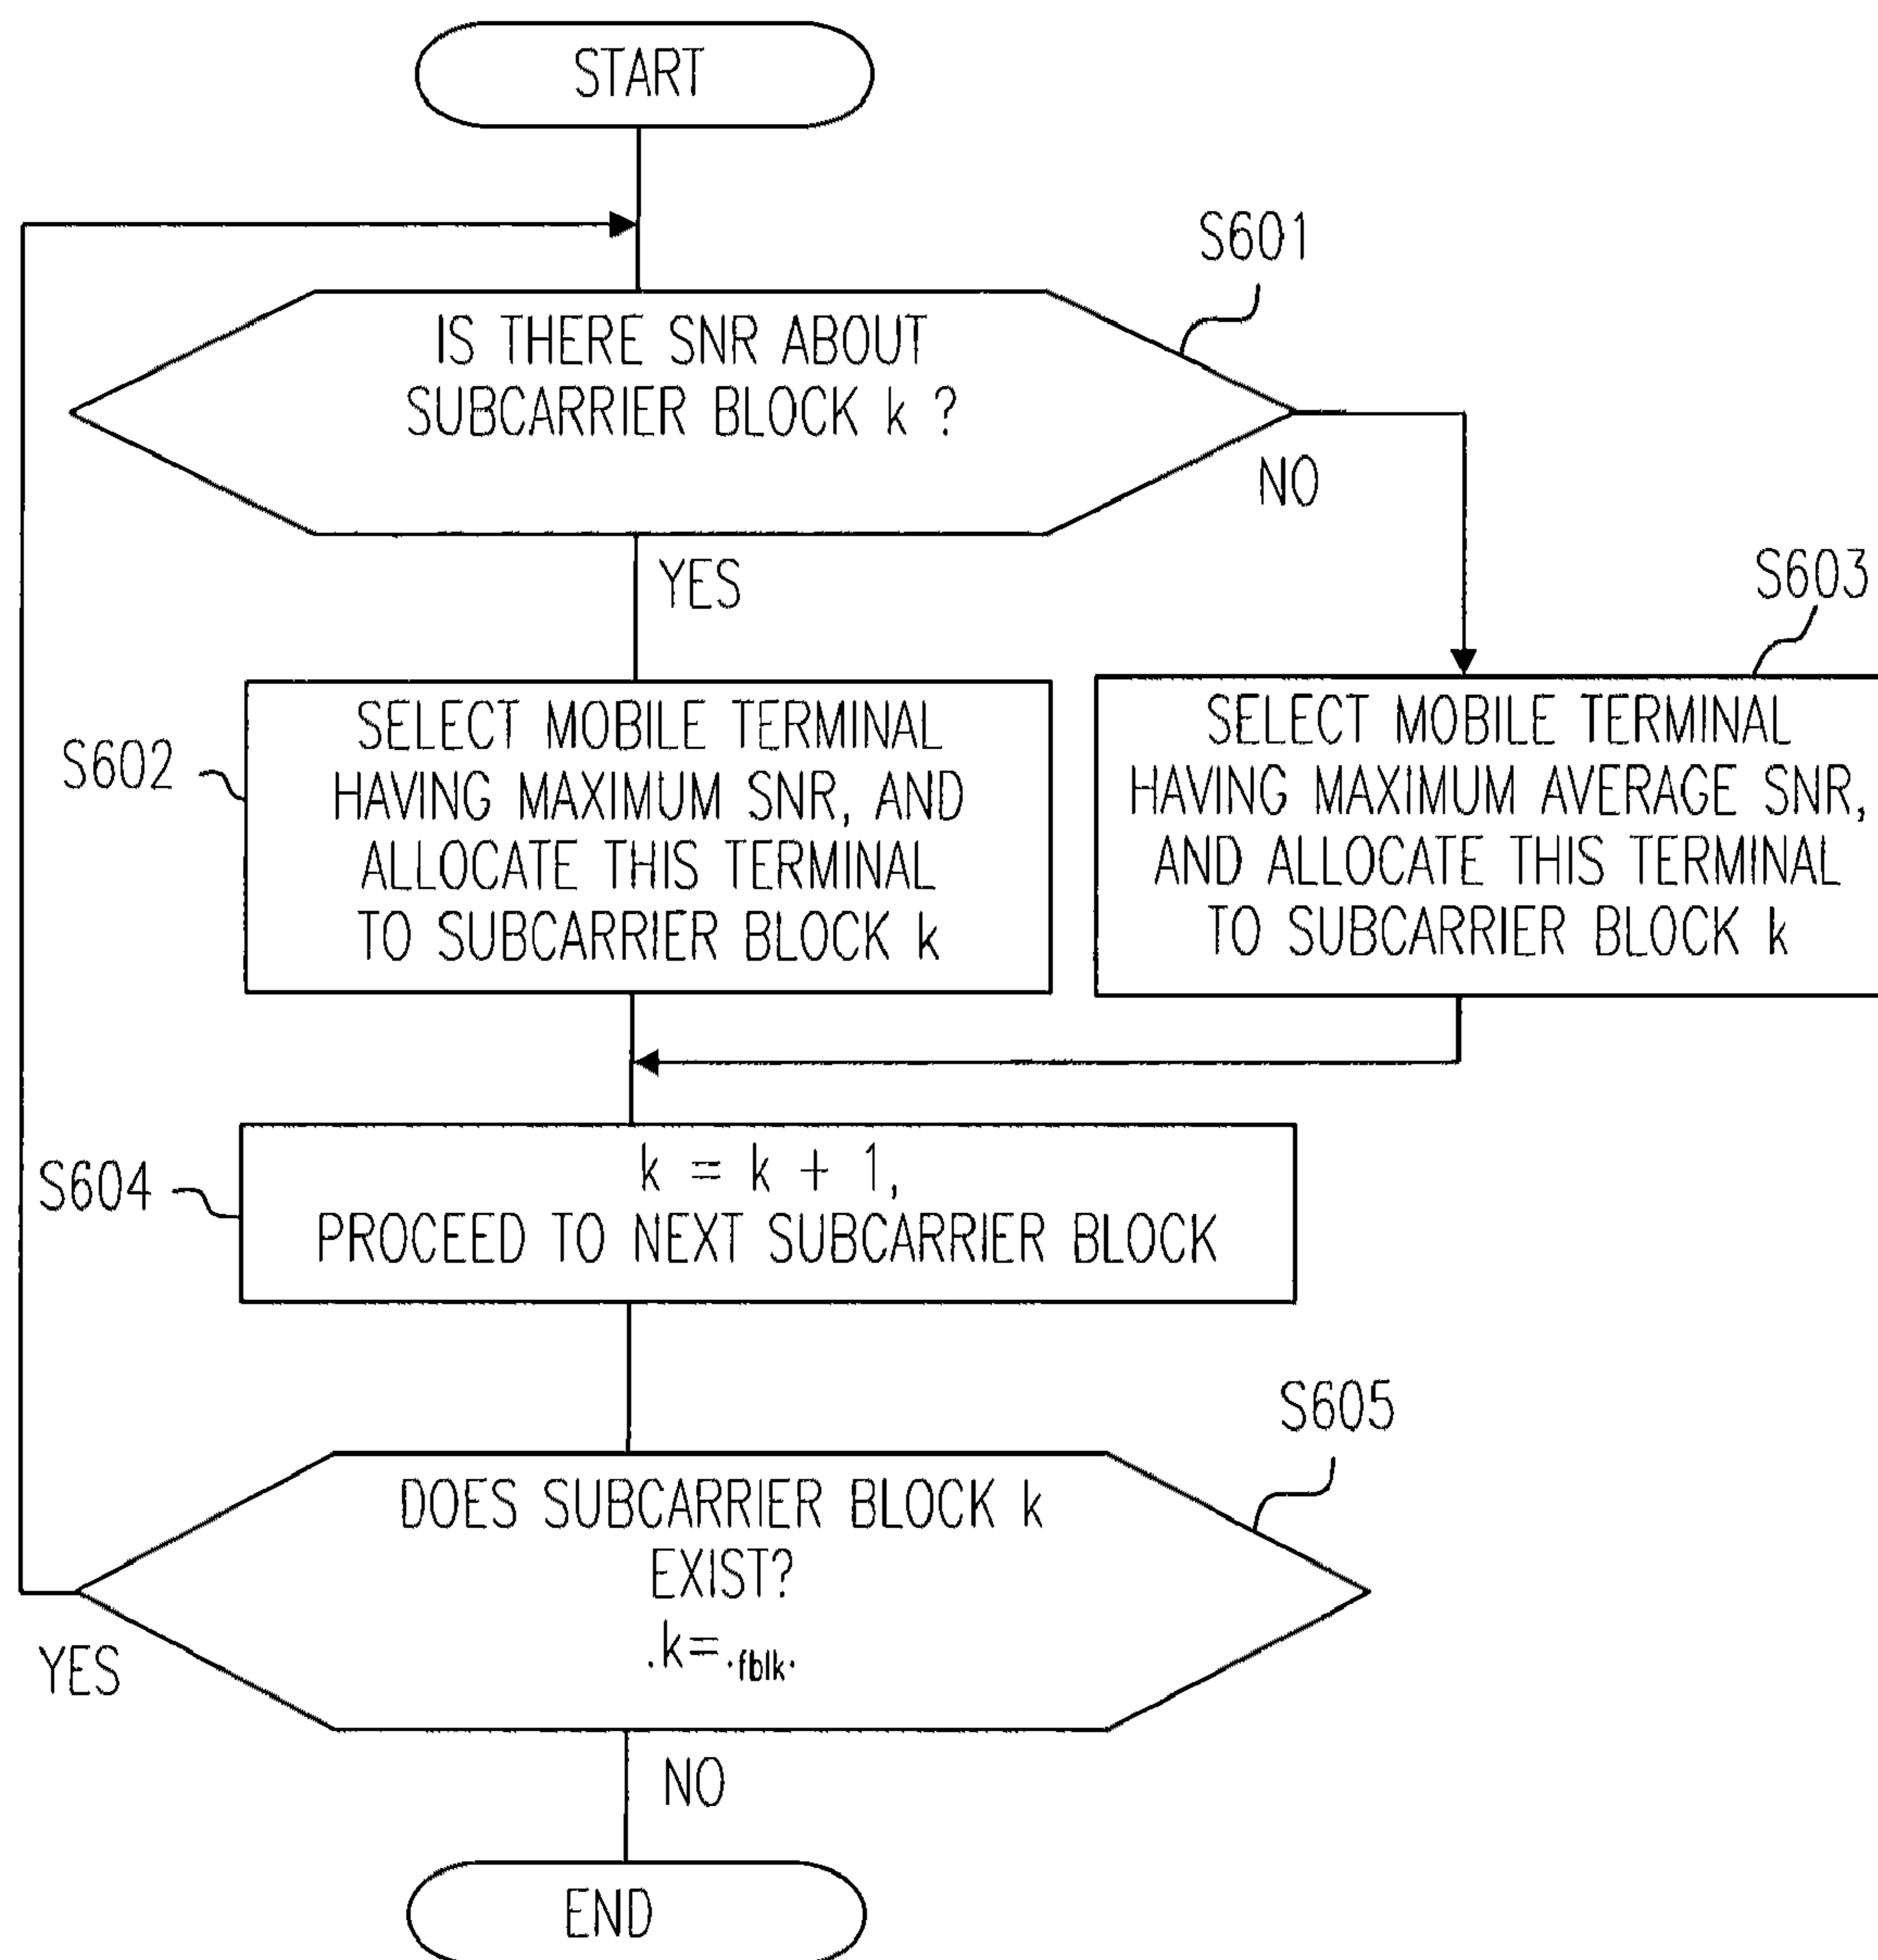 START
S601
IS THERE SNR ABOUT
SUBCARRIER BLOCK k ?
NO
YES
S603
S602
SELECT MOBILE TERMINAL
HAVING MAXIMUM SNR, AND
ALLOCATE THIS TERMINAL
TO SUBCARRIER BLOCK k
SELECT MOBILE TERMINAL
HAVING MAXIMUM AVERAGE SNR,
AND ALLOCATE THIS TERMINAL
TO SUBCARRIER BLOCK k
S604
k = k + 1,
PROCEED TO NEXT SUBCARRIER BLOCK
S605
DOES SUBCARRIER BLOCK k
EXIST?
.k=.fblk.
YES
NO
END